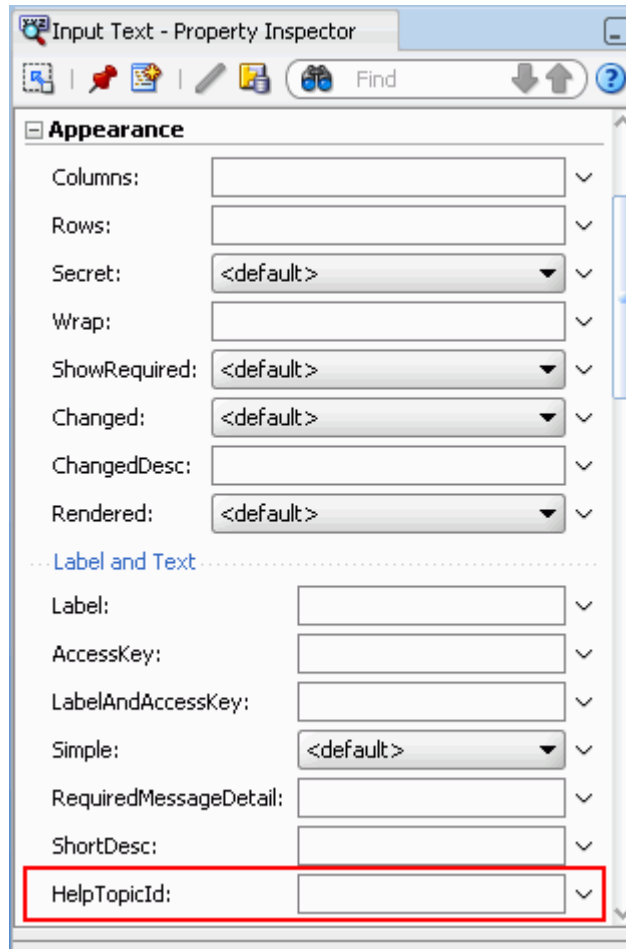 Input Text - Property Inspector
Find
Appearance
Columns:
Rows:
Secret: <default>
Wrap:
ShowRequired: <default>
Changed: <default>
ChangedDesc:
Rendered: <default>
Label and Text
Label:
AccessKey:
LabelAndAccessKey:
Simple: <default>
RequiredMessageDetail:
ShortDesc:
HelpTopicId: